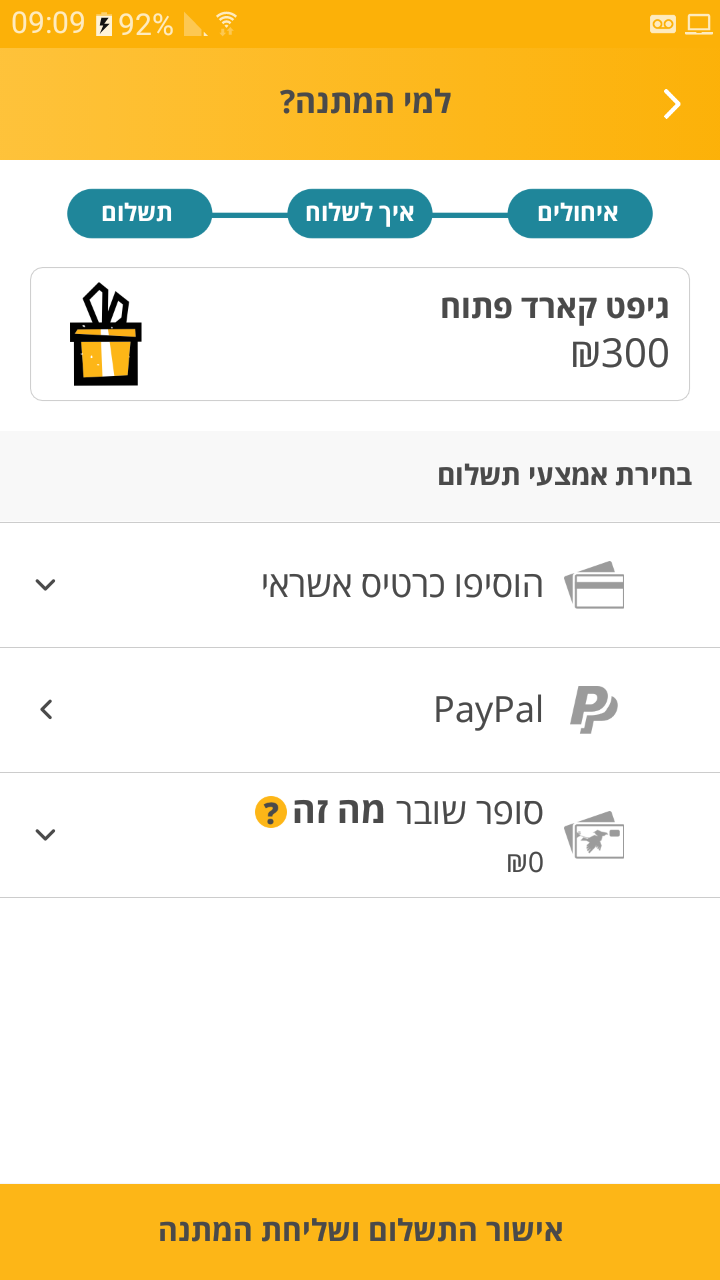 09:09 92%
למי המתנה?
איחולים
איך לשלוח
תשלום
גיפט קארד פתוח
₪300
בחירת אמצעי תשלום
הוסיפו כרטיס אשראי
PayPal
סופר שובר מה זה ?
₪0
אישור התשלום ושליחת המתנה